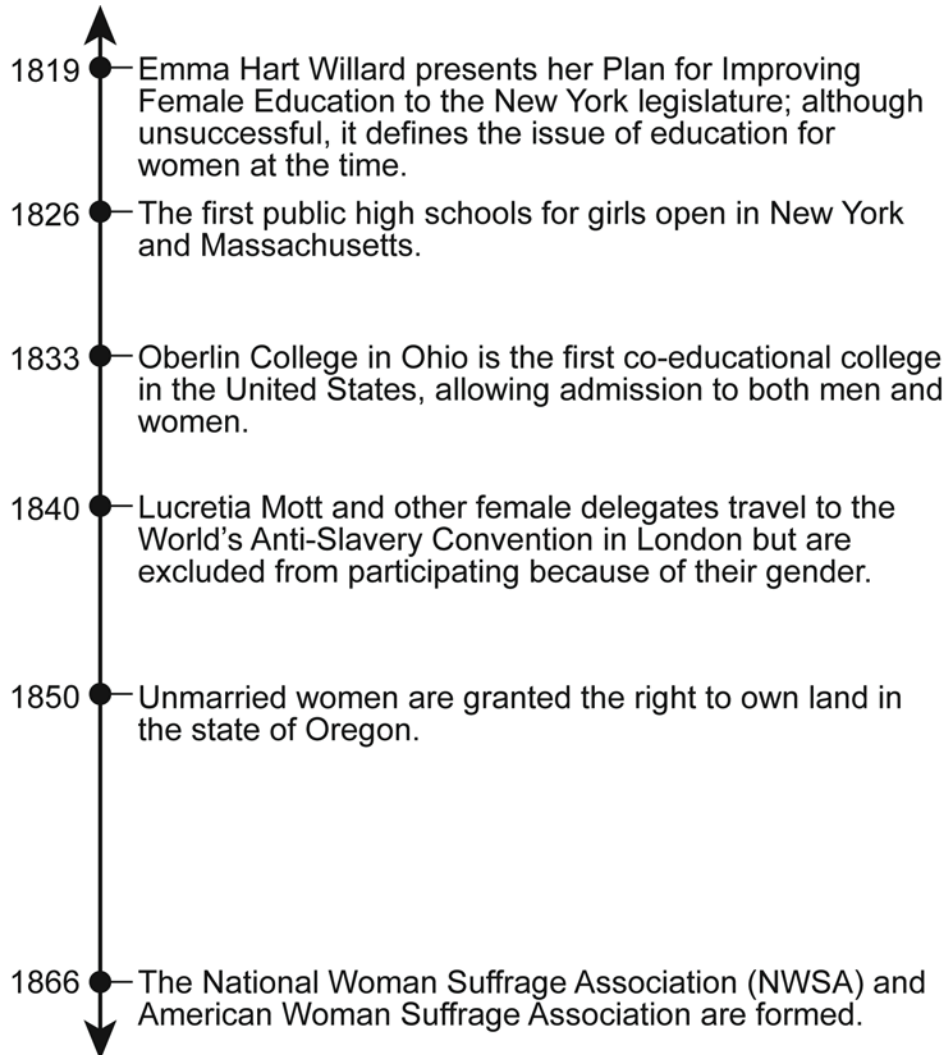 1819 Emma Hart Willard presents her Plan for Improving
Female Education to the New York legislature; although
unsuccessful, it defines the issue of education for
women at the time.
1826 The first public high schools for girls open in New York
and Massachusetts.
1833 Oberlin College in Ohio is the first co-educational college
in the United States, allowing admission to both men and
women.
1840 Lucretia Mott and other female delegates travel to the
World’s Anti-Slavery Convention in London but are
excluded from participating because of their gender.
1850 Unmarried women are granted the right to own land in
the state of Oregon.
1866 The National Woman Suffrage Association (NWSA) and
American Woman Suffrage Association are formed.